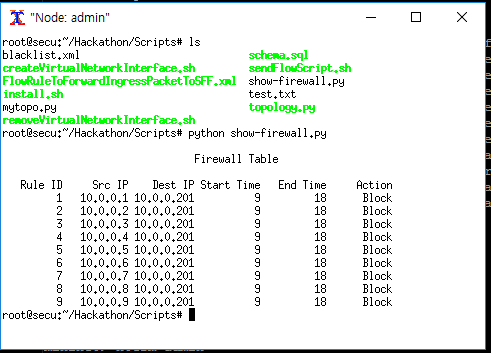 "Node: admin"
root@secu:~/Hackathon/Scripts# ls
blacklist.xml schema.sql
createVirtualNetworkInterface.sh sendFlowScript.sh
FlowRuleToForwardIngressPacketToSFF.xml show-firewall.py
install.sh test.txt
mytopo.py topology.py
removeVirtualNetworkInterface.sh
root@secu:~/Hackathon/Scripts# python show-firewall.py
Firewall Table
Rule ID Src IP Dest IP Start Time End Time Action
1 10.0.0.1 10.0.0.201 9 18 Block
2 10.0.0.2 10.0.0.201 9 18 Block
3 10.0.0.3 10.0.0.201 9 18 Block
4 10.0.0.4 10.0.0.201 9 18 Block
5 10.0.0.5 10.0.0.201 9 18 Block
6 10.0.0.6 10.0.0.201 9 18 Block
7 10.0.0.7 10.0.0.201 9 18 Block
8 10.0.0.8 10.0.0.201 9 18 Block
9 10.0.0.9 10.0.0.201 9 18 Block
root@secu:~/Hackathon/Scripts#